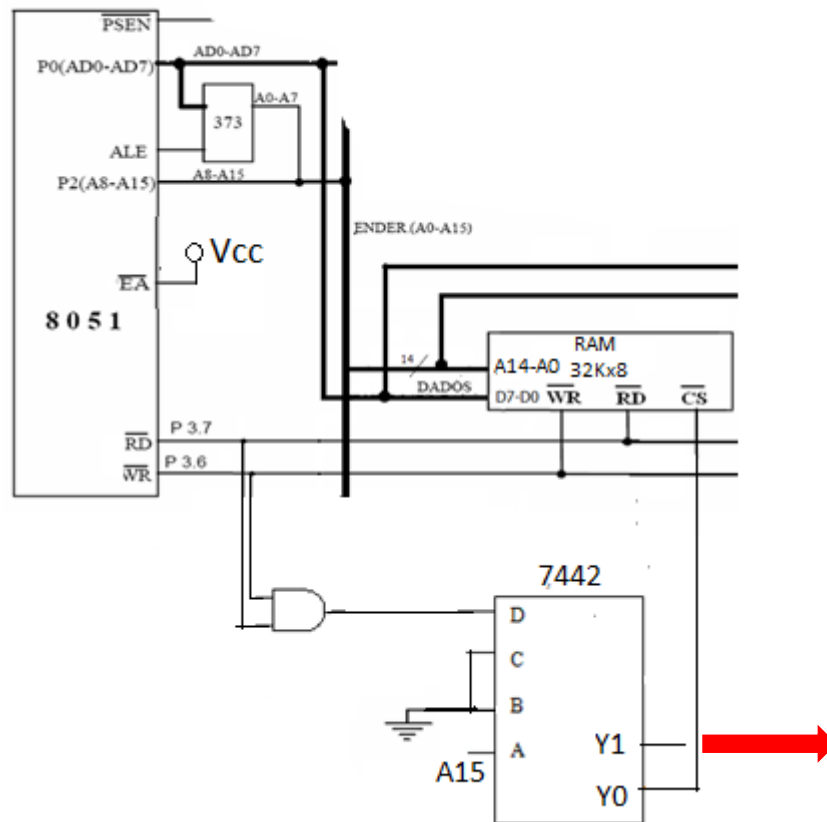 PSEN
AD0-AD7
P0(AD0-AD7)
A0-A7
373
ALE
A8-A15
P2(A8-A15)
ENDER.(A0-A15)
Vcc
EA
8051
RAM
14
A14-A0 32Kx8
DADOS
D7-D0 WR RD CS
P 3.7
RD
P 3.6
WR
7442
D
C
B
A
A15
Y1
Y0